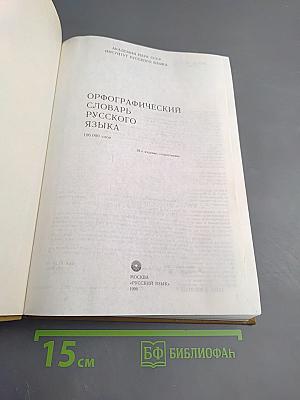 АКАДЕМИЯ НАУК СССР
ИНСТИТУТ РУССКОГО ЯЗЫКА
ОРФОГРАФИЧЕСКИЙ
СЛОВАРЬ
РУССКОГО
ЯЗЫКА
МОСКВА
«РУССКИЙ ЯЗЫК»
15 см
БФ БИБЛИОФАН